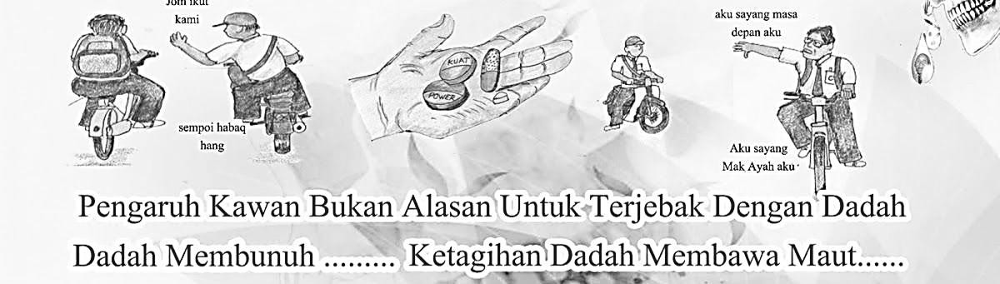 Jom ikut
kami
sempoi habaq
hang
KUAT
POWER
aku sayang masa
depan aku
Aku sayang
Mak Ayah aku
Pengaruh Kawan Bukan Alasan Untuk Terjebak Dengan Dadah
Dadah Membunuh ......... Ketagihan Dadah Membawa Maut......